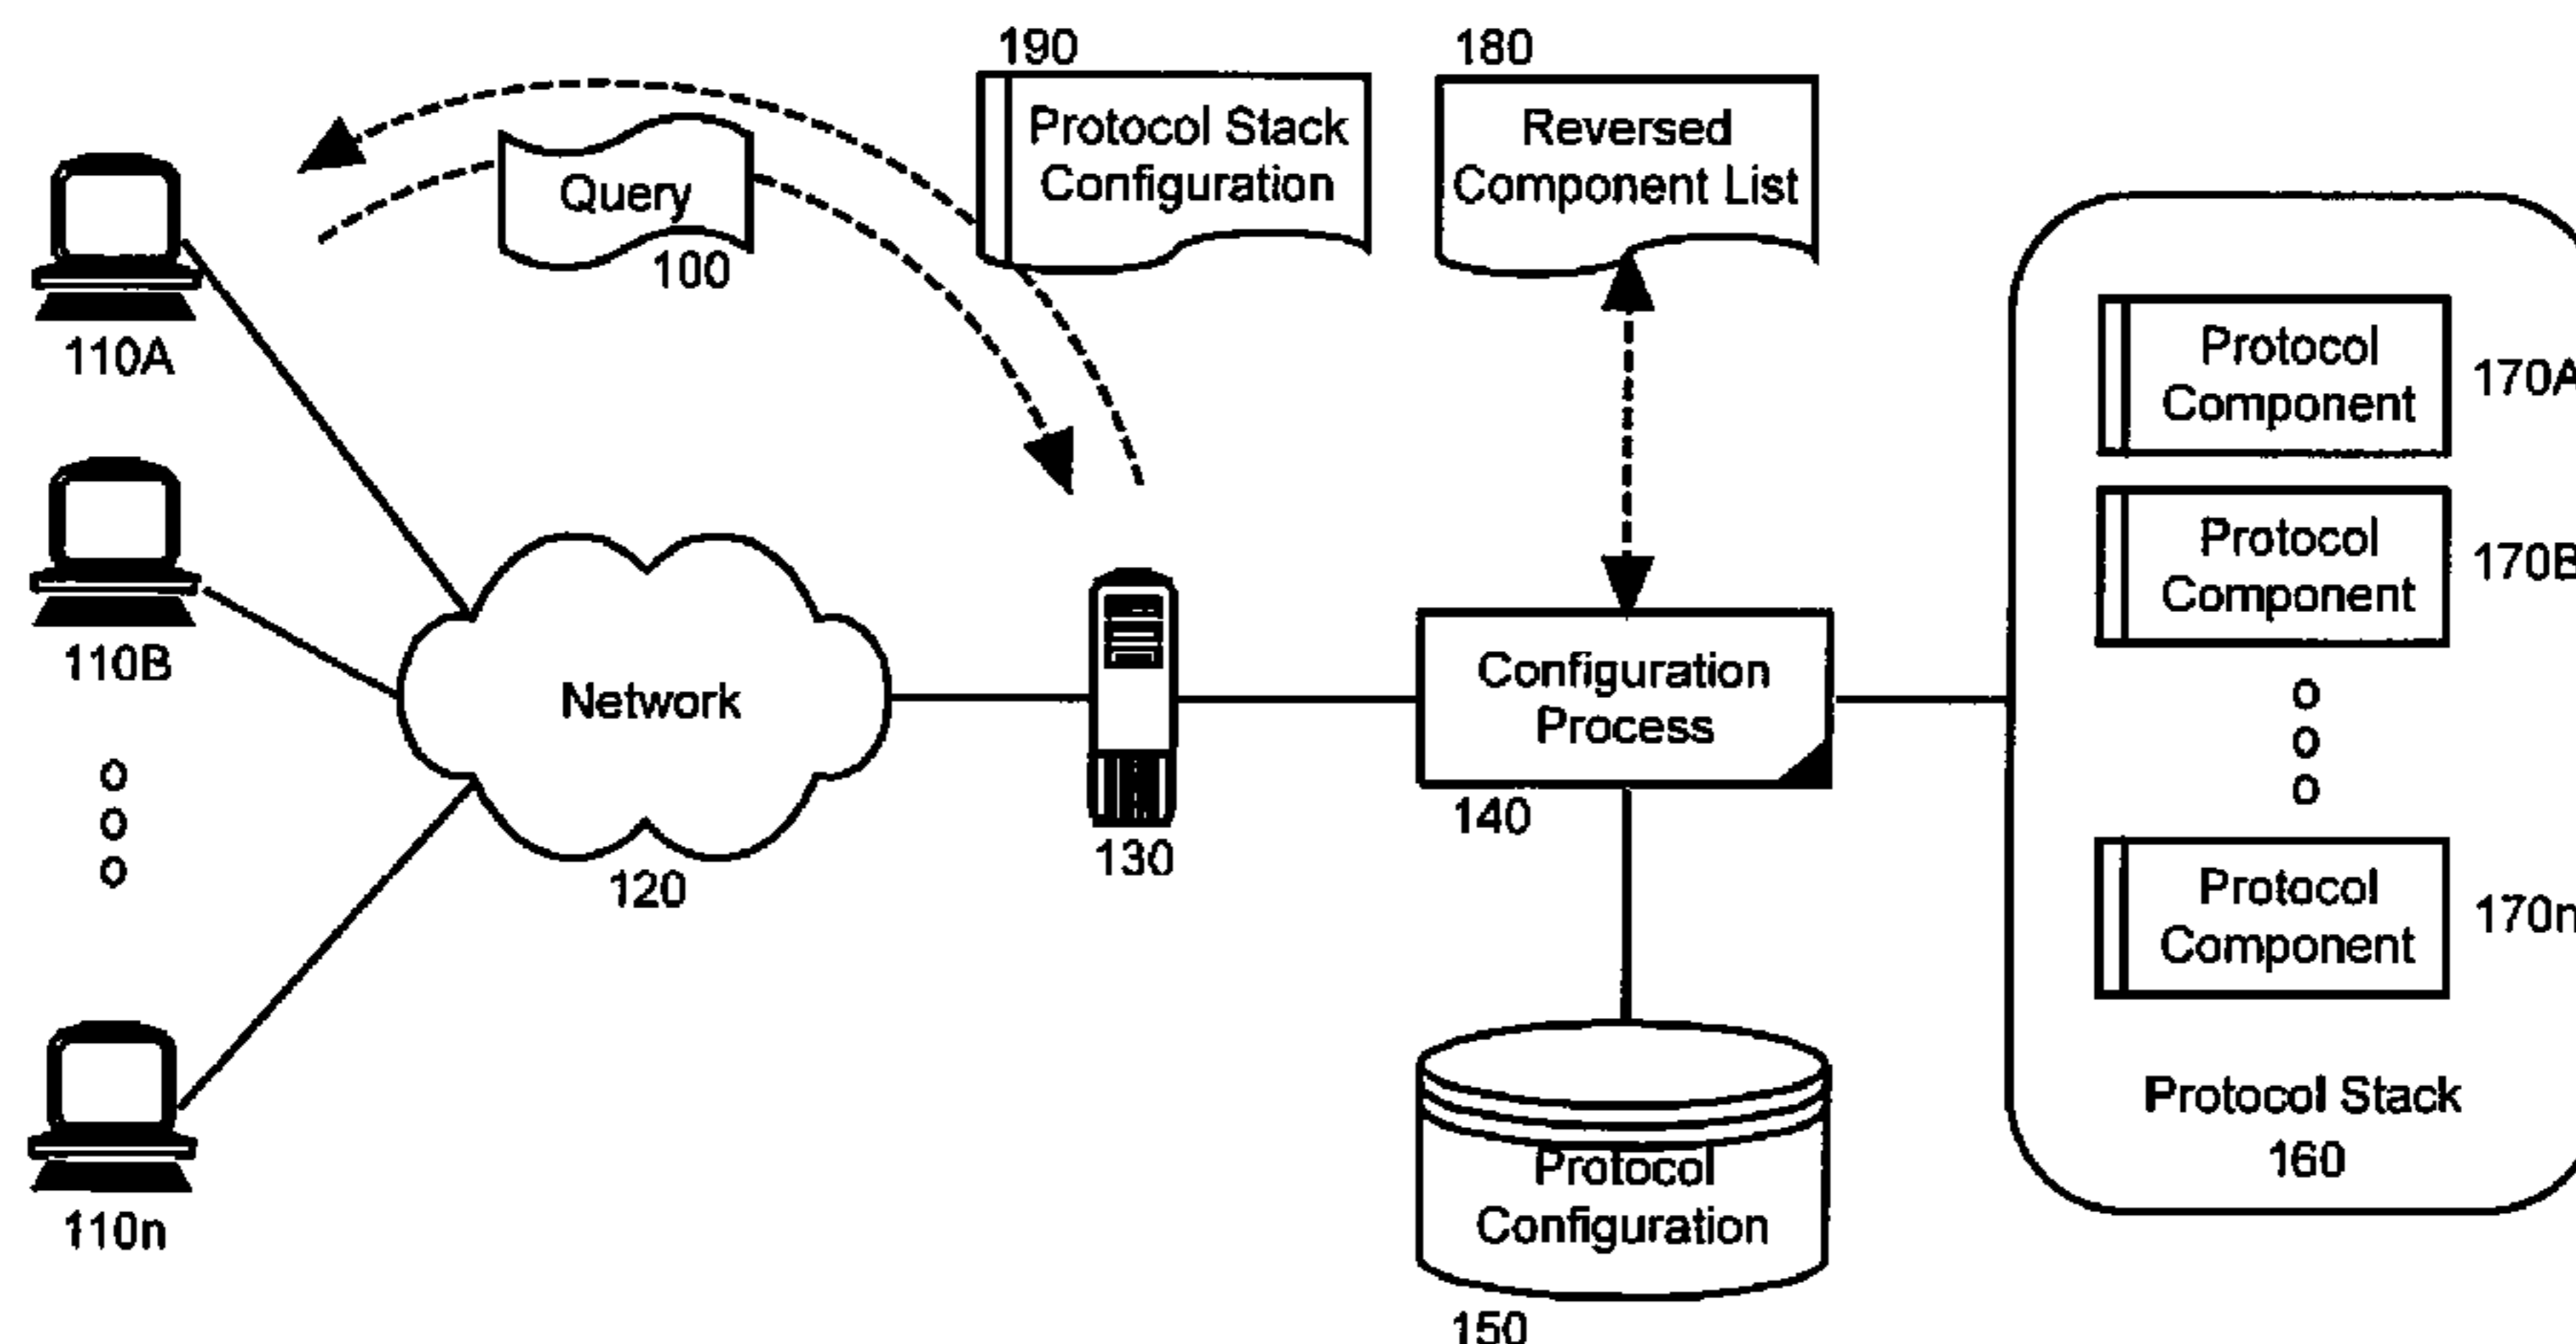 190
180
Protocol Stack
Configuration
Reversed
Component List
Query
100
110A
Protocol
Component
170A
110B
Protocol
Component
170B
Network
120
130
Configuration
Process
140
Protocol
Component
170n
110n
Protocol
Configuration
150
Protocol Stack
160